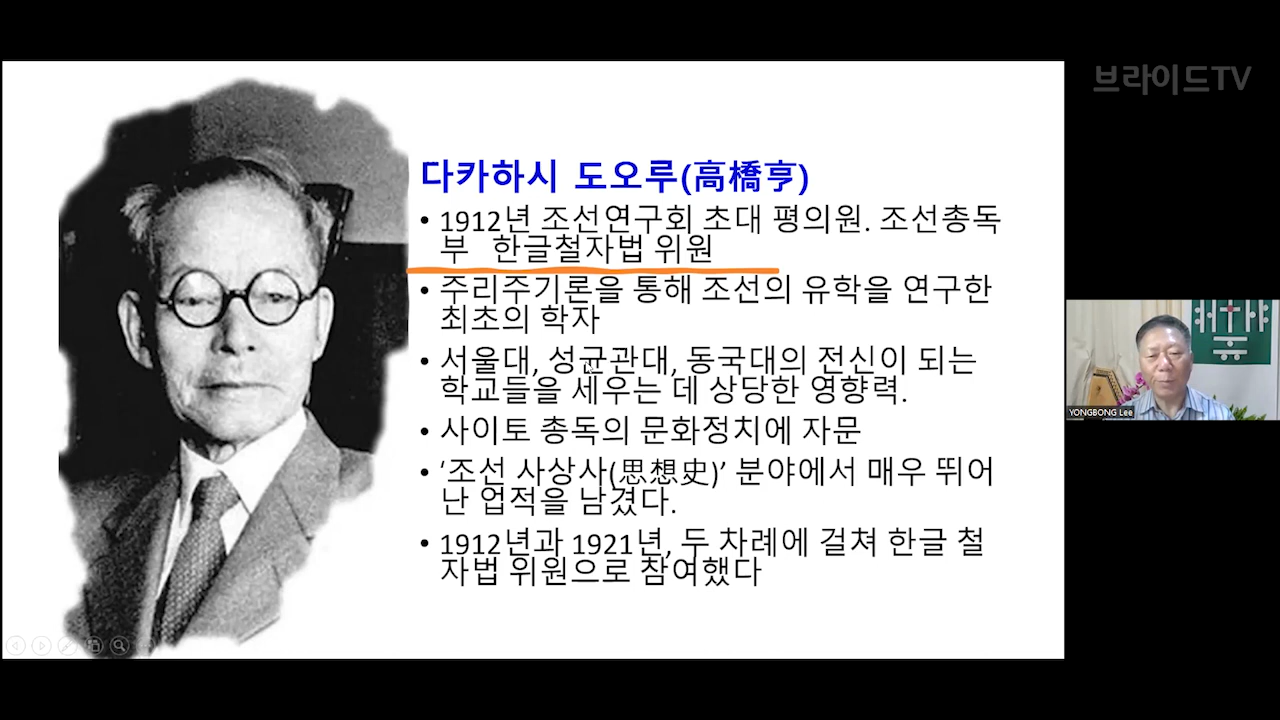 브라이드TV
다카하시 도오루(高橋亨)
• 1912년 조선연구회 초대 평의원. 조선총독
부 한글철자법 위원
• 주리주기론을 통해 조선의 유학을 연구한
최초의 학자
• 서울대, 성균관대, 동국대의 전신이 되는
학교들을 세우는 데 상당한 영향력.
• 사이토 총독의 문화정치에 자문
• ‘조선 사상사(思想史)’ 분야에서 매우 뛰어
난 업적을 남겼다.
• 1912년과 1921년, 두 차례에 걸쳐 한글 철
자법 위원으로 참여했다
YONGBONG Lee